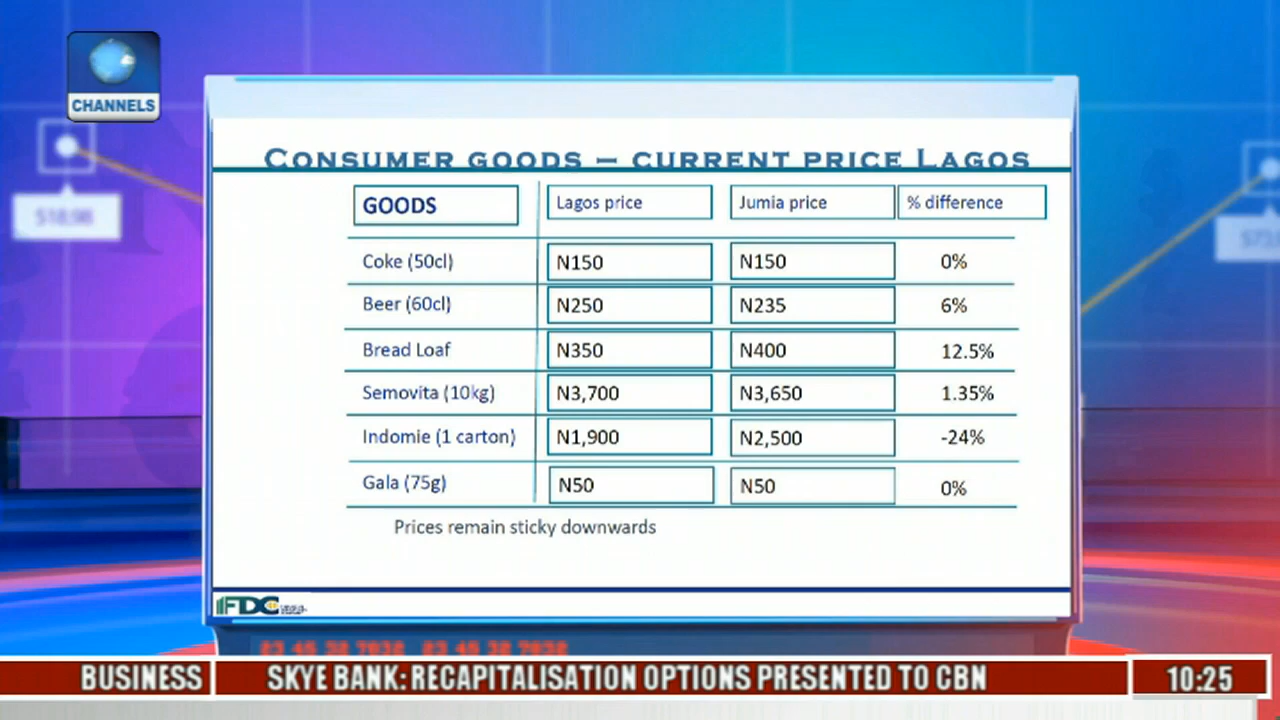 CHANNELS
CONSUMER GOODS – CURRENT PRICE LAGOS
GOODS Lagos price Jumia price % difference
Coke (50cl) N150 N150 0%
Beer (60cl) N250 N235 6%
Bread Loaf N350 N400 12.5%
Semovita (10kg) N3,700 N3,650 1.35%
Indomie (1 carton) N1,900 N2,500 -24%
Gala (75g) N50 N50 0%
Prices remain sticky downwards
FDC
BUSINESS SKYE BANK: RECAPITALISATION OPTIONS PRESENTED TO CBN 10:25